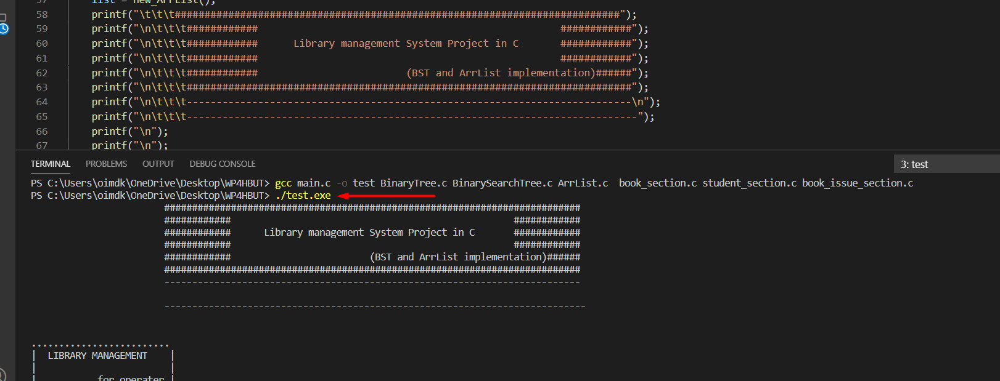 57 list = new_ArrList();
58 printf("\t\t\t###########################################################################");
59 printf("\n\t\t\t############                                                   ############");
60 printf("\n\t\t\t############      Library management System Project in C       ############");
61 printf("\n\t\t\t############                                                   ############");
62 printf("\n\t\t\t############                         (BST and ArrList implementation)######");
63 printf("\n\t\t\t###########################################################################");
64 printf("\n\t\t\t---------------------------------------------------------------------------\n");
65 printf("\n\t\t\t----------------------------------------------------------------------------");
66 printf("\n");
67 printf("\n");
TERMINAL PROBLEMS OUTPUT DEBUG CONSOLE 3: test
PS C:\Users\oimdk\OneDrive\Desktop\WP4HBUT> gcc main.c -o test BinaryTree.c BinarySearchTree.c ArrList.c  book_section.c student_section.c book_issue_section.c
PS C:\Users\oimdk\OneDrive\Desktop\WP4HBUT> ./test.exe
###########################################################################
############                                                   ############
############      Library management System Project in C       ############
############                                                   ############
############                         (BST and ArrList implementation)######
###########################################################################
---------------------------------------------------------------------------
----------------------------------------------------------------------------
.........................
|  LIBRARY MANAGEMENT    |
|                        |
|           for operater |